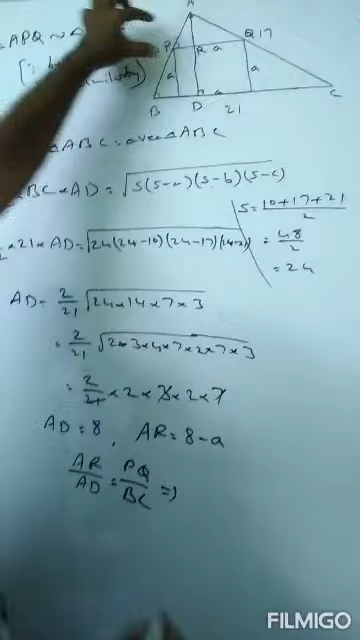 A
△APQ ~ △
P
R a
Q 17
a
a
a
B
D
C
21
△ABC = area △ABC
BC × AD = √s(s-a)(s-b)(s-c)
s = 10+17+21
2
× 21 × AD = √24(24-10)(24-17)(24-21)
= 48
2
= 24
AD = 2/21 √24×14×7×3
= 2/21 √2×3×4×7×2×7×3
= 2/21 × 2 × 3 × 2 × 7
AD = 8, AR = 8-a
AR/AD = PQ/BC ⇒
FILMIGO